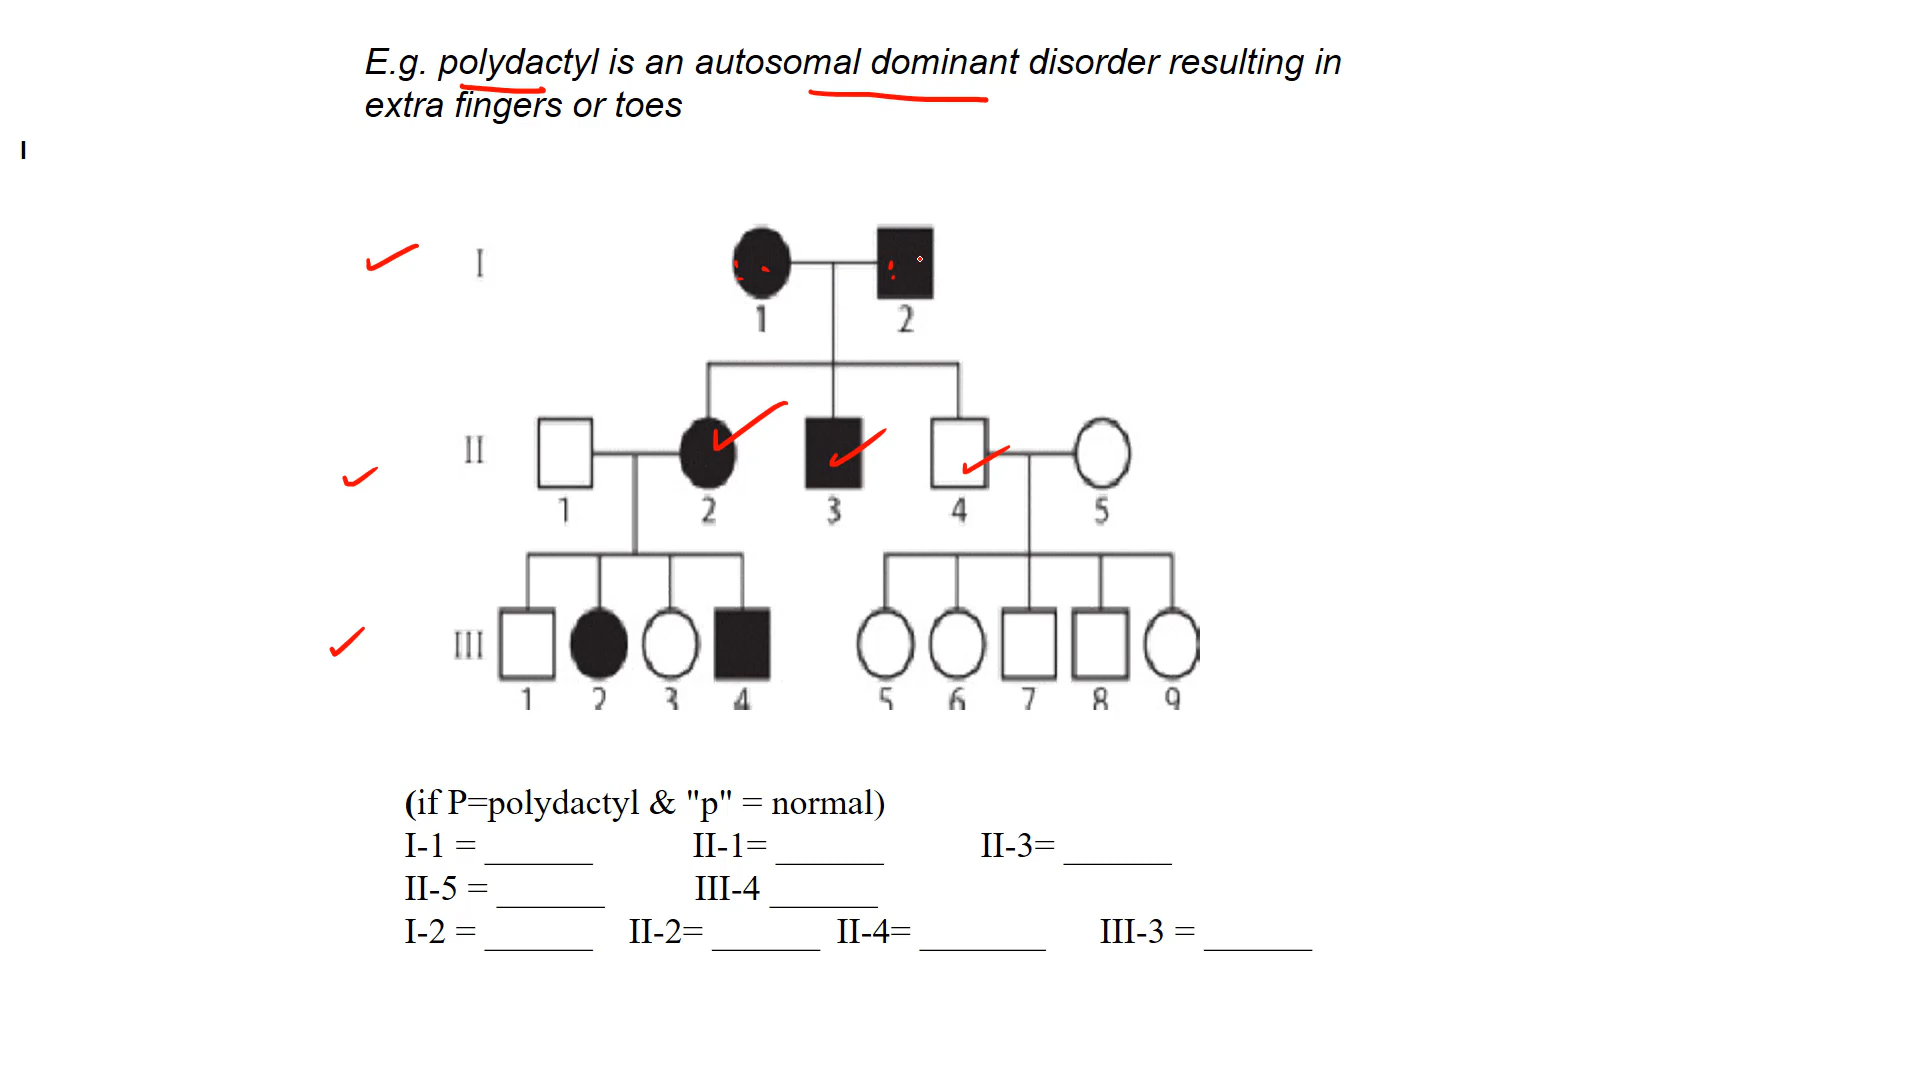 E.g. polydactyl is an autosomal dominant disorder resulting in
extra fingers or toes
I
I
1 2
II
1 2 3 4 5
III
1 2 3 4 5 6 7 8 9
(if P=polydactyl & "p" = normal)
I-1 = ______ II-1= ______ II-3= ______
II-5 = ______ III-4 ______
I-2 = ______ II-2= ______ II-4= _______ III-3 = ______